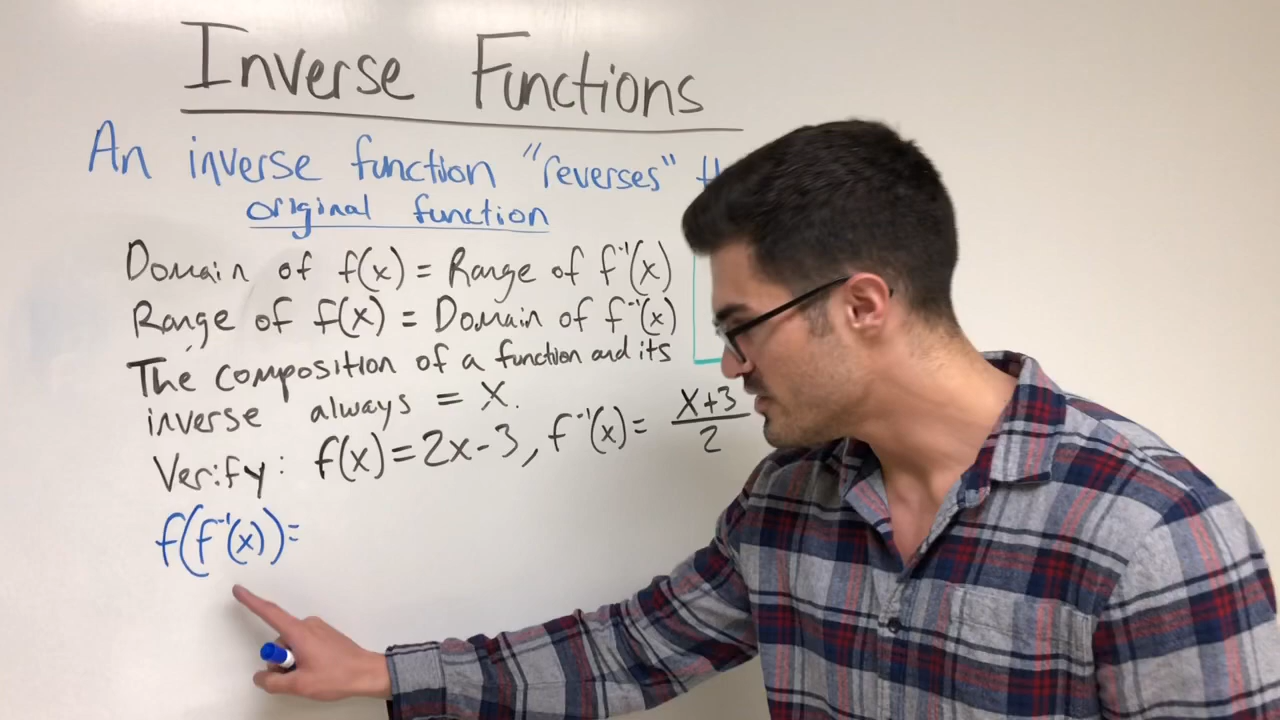 Inverse Functions
An inverse function "reverses"
original function
Domain of f(x) = Range of f⁻¹(x)
Range of f(x) = Domain of f⁻¹(x)
The composition of a function and its
inverse always = X.
Verify: f(x)=2x-3, f⁻¹(x)= \frac{X+3}{2}
f(f⁻¹(x))=